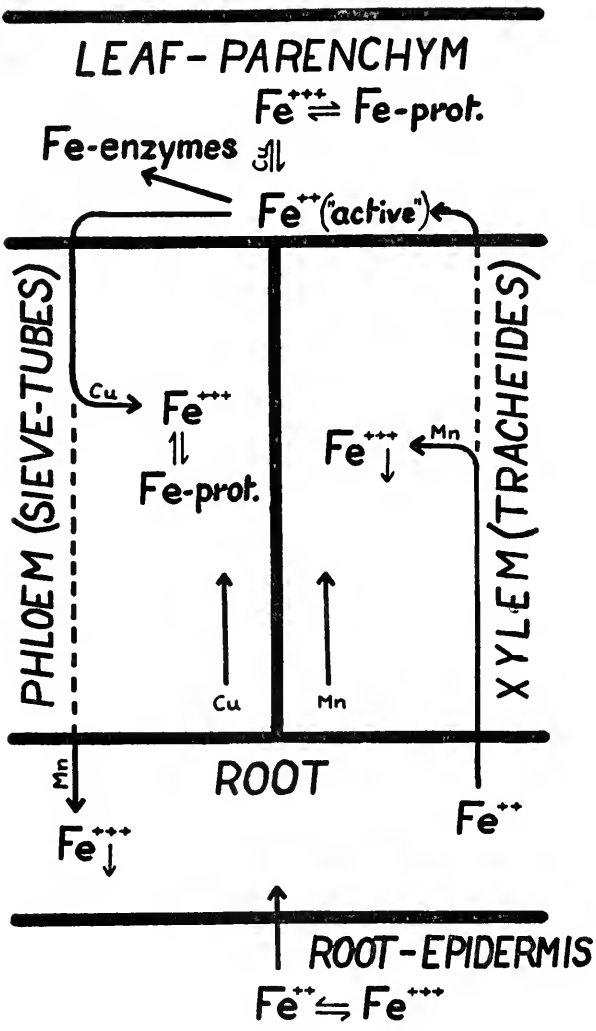 LEAF-PARENCHYM
Fe+++ ⇌ Fe-prot.
Fe-enzymes
Cu ⇌
Fe++ ("active")
PHLOEM (SIEVE-TUBES)
XYLEM (TRACHEIDES)
Cu
Fe+++
⇌
Fe-prot.
Mn
Fe+++ ↓
Cu
Mn
ROOT
Mn
Fe+++ ↓
Fe++
ROOT-EPIDERMIS
Fe++ ⇌ Fe+++